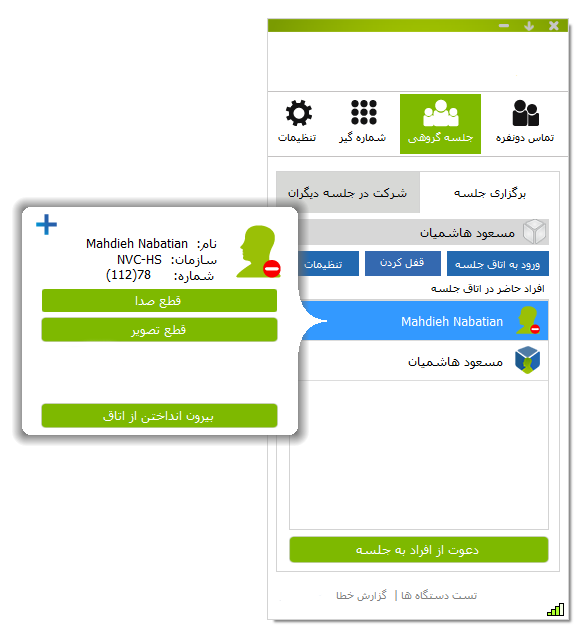 تماس دونفره
جلسه گروهی
شماره گیر
تنظیمات
برگزاری جلسه
شرکت در جلسه دیگران
مسعود هاشمیان
ورود به اتاق جلسه
قفل کردن
تنظیمات
افراد حاضر در اتاق جلسه
Mahdieh Nabatian
مسعود هاشمیان
دعوت از افراد به جلسه
تست دستگاه ها | گزارش خطا
نام: Mahdieh Nabatian
سازمان: NVC-HS
شماره: 78(112)
قطع صدا
قطع تصویر
بیرون انداختن از اتاق